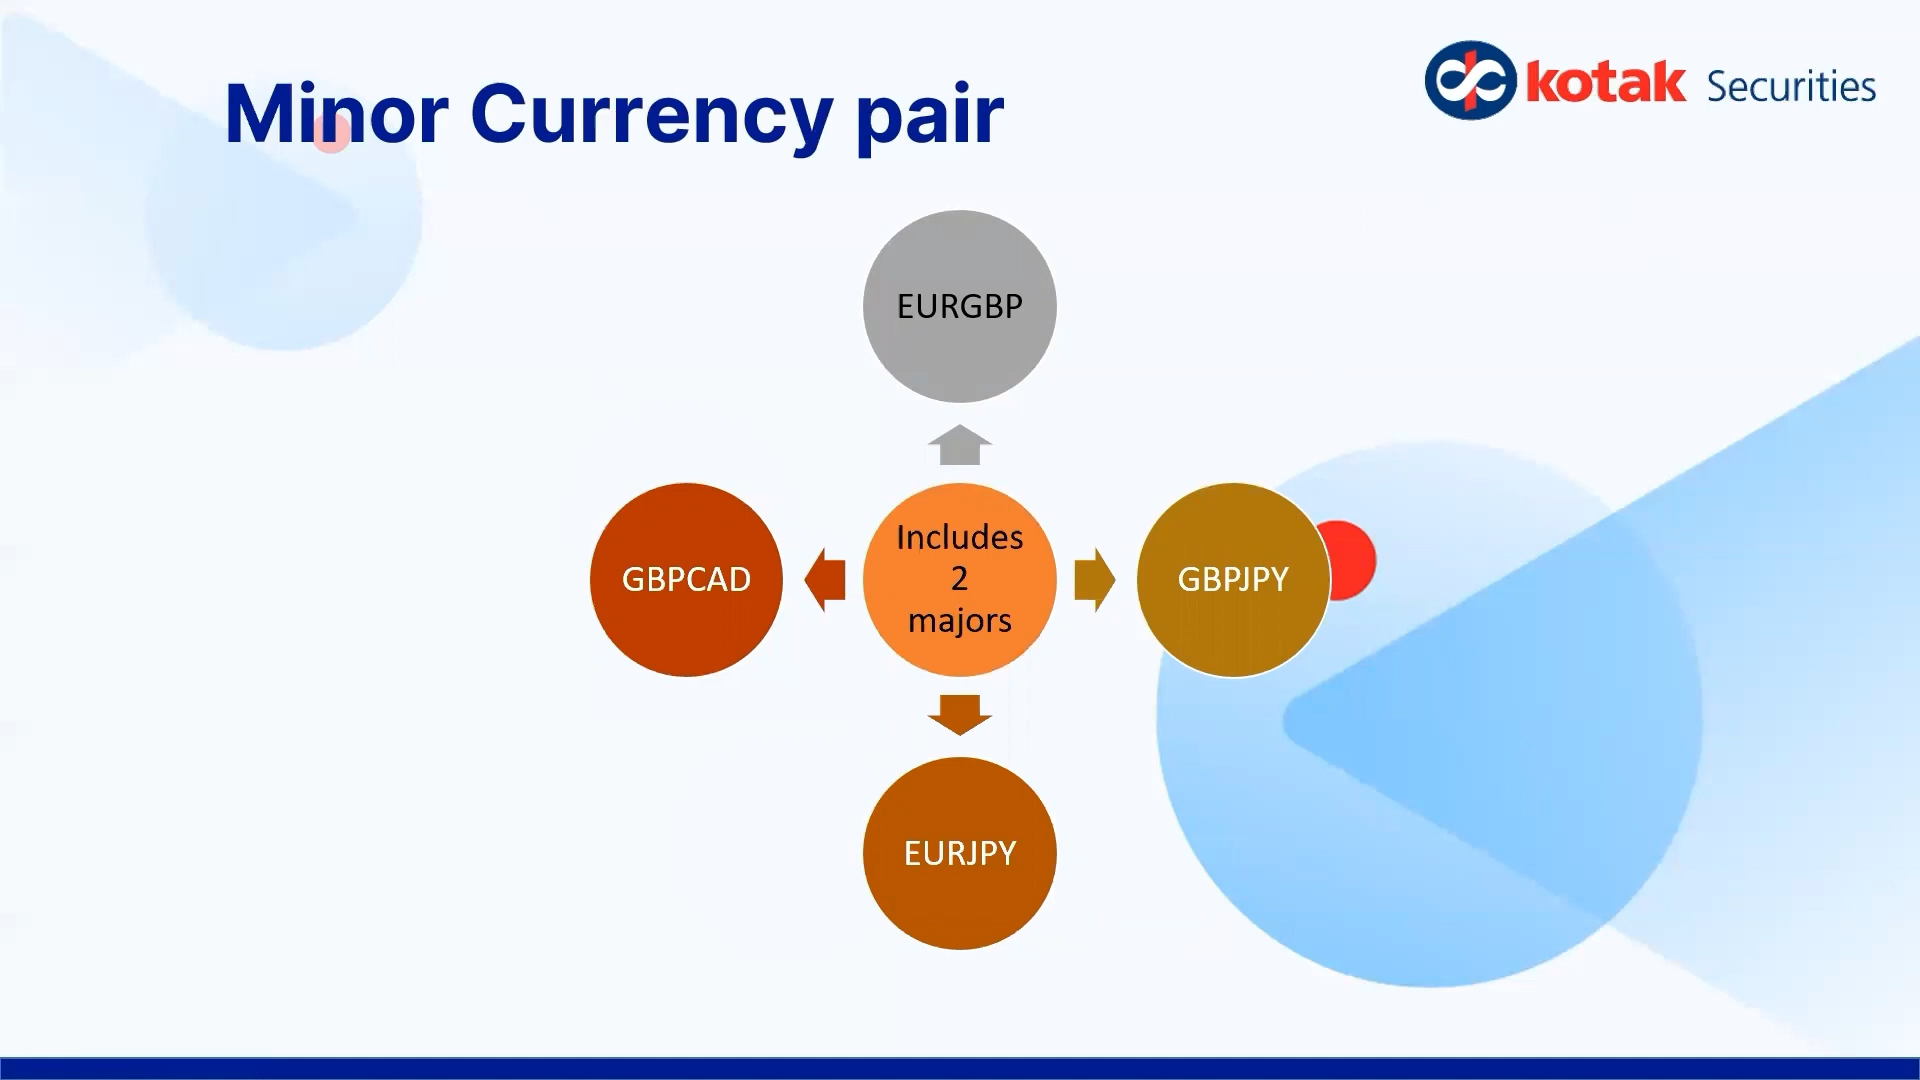 Minor Currency pair
kotak Securities
EURGBP
GBPCAD
Includes
2
majors
GBPJPY
EURJPY